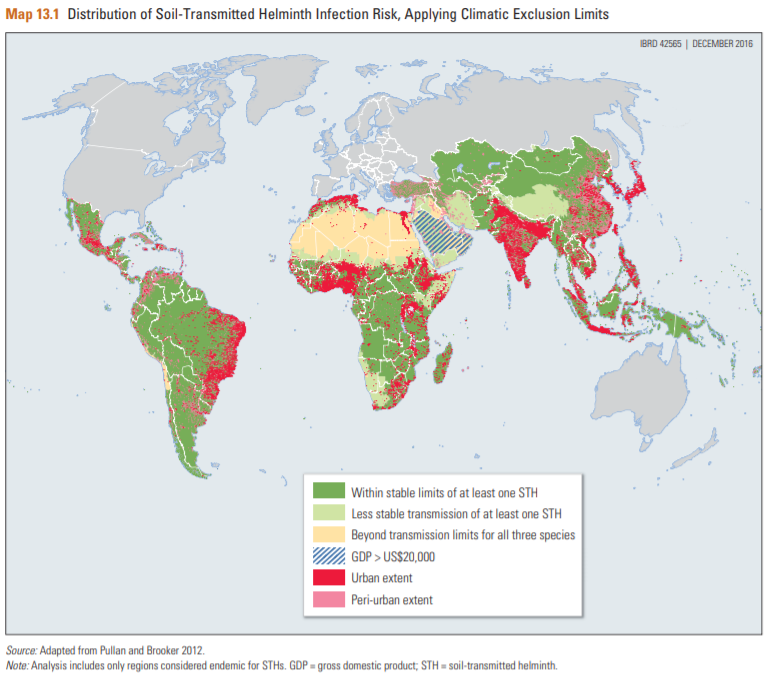 Map 13.1 Distribution of Soil-Transmitted Helminth Infection Risk, Applying Climatic Exclusion Limits
IBRD 42565 | DECEMBER 2016
Within stable limits of at least one STH
Less stable transmission of at least one STH
Beyond transmission limits for all three species
GDP > US$20,000
Urban extent
Peri-urban extent
Source: Adapted from Pullan and Brooker 2012.
Note: Analysis includes only regions considered endemic for STHs. GDP = gross domestic product; STH = soil-transmitted helminth.